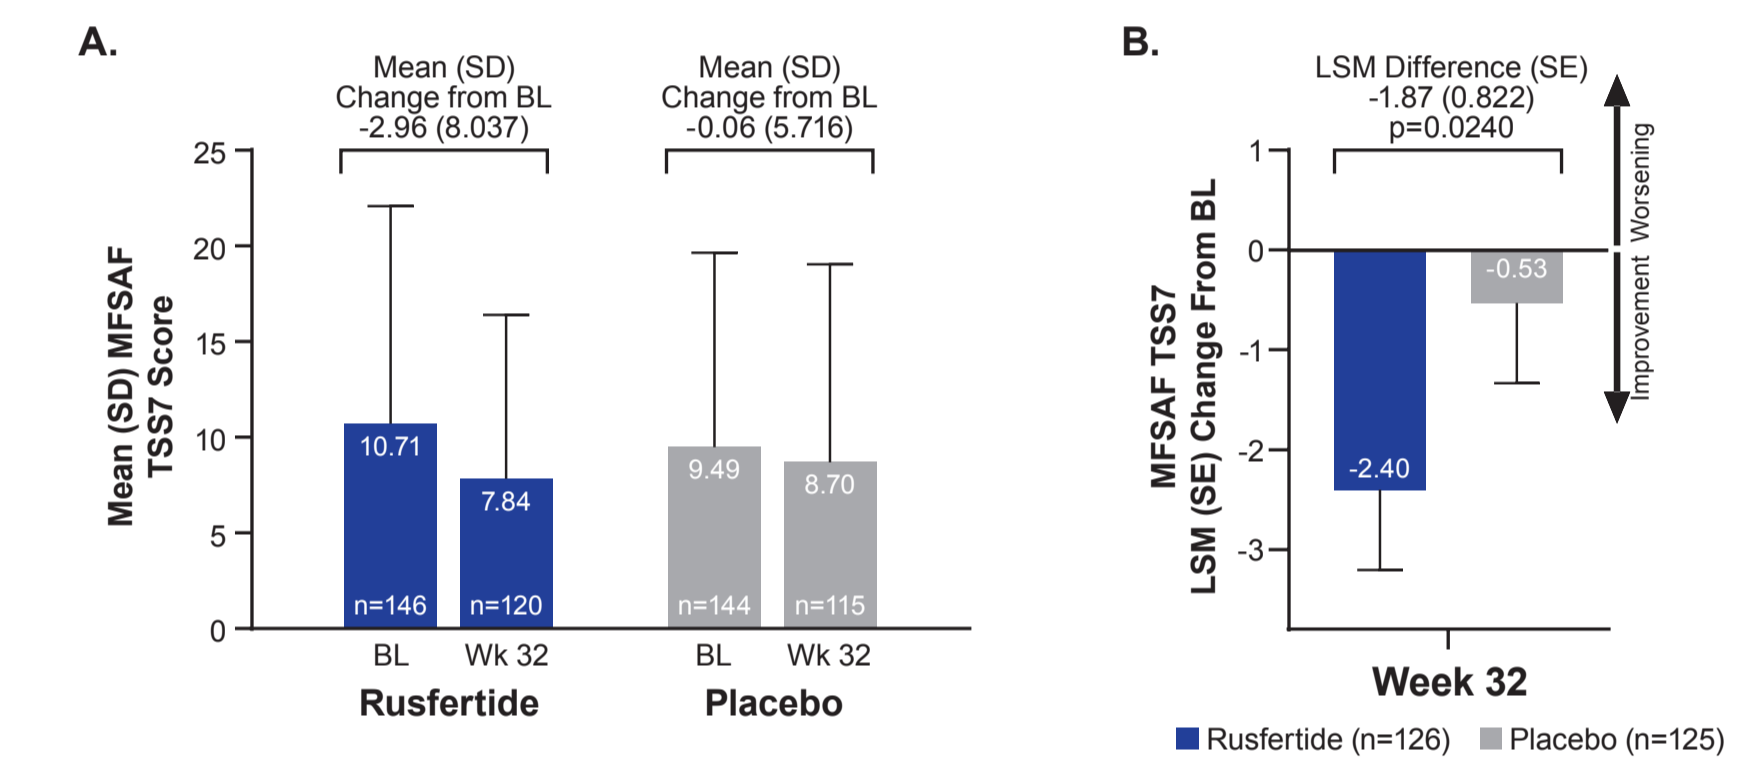 A.
Mean (SD)
Change from BL
-2.96 (8.037)
Mean (SD)
Change from BL
-0.06 (5.716)
Mean (SD) MFSAF
TSS7 Score
25
20
15
10
5
0
10.71
n=146
7.84
n=120
9.49
n=144
8.70
n=115
BL
Wk 32
BL
Wk 32
Rusfertide
Placebo
B.
LSM Difference (SE)
-1.87 (0.822)
p=0.0240
MFSAF TSS7
LSM (SE) Change From BL
1
0
-1
-2
-3
-2.40
-0.53
Worsening
Improvement
Week 32
Rusfertide (n=126)
Placebo (n=125)